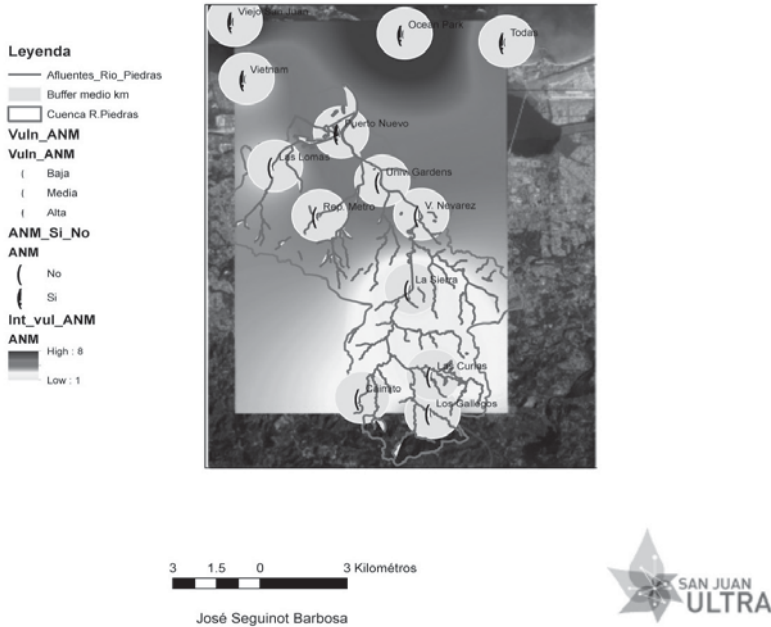 Leyenda
Afluentes_Rio_Piedras
Buffer medio km
Cuenca R.Piedras
Vuln_ANM
Vuln_ANM
Baja
Media
Alta
ANM_Si_No
ANM
No
Si
Int_vul_ANM
ANM
High : 8
Low : 1
Viejo San Juan
Ocean Park
Todas
Vietnam
Puerto Nuevo
Las Lomas
Univ. Gardens
Rep. Metro
V. Nevarez
La Sierra
Las Curias
Caimito
Los Gallegos
3 1.5 0 3 Kilométros
José Seguinot Barbosa
SAN JUAN
ULTRA